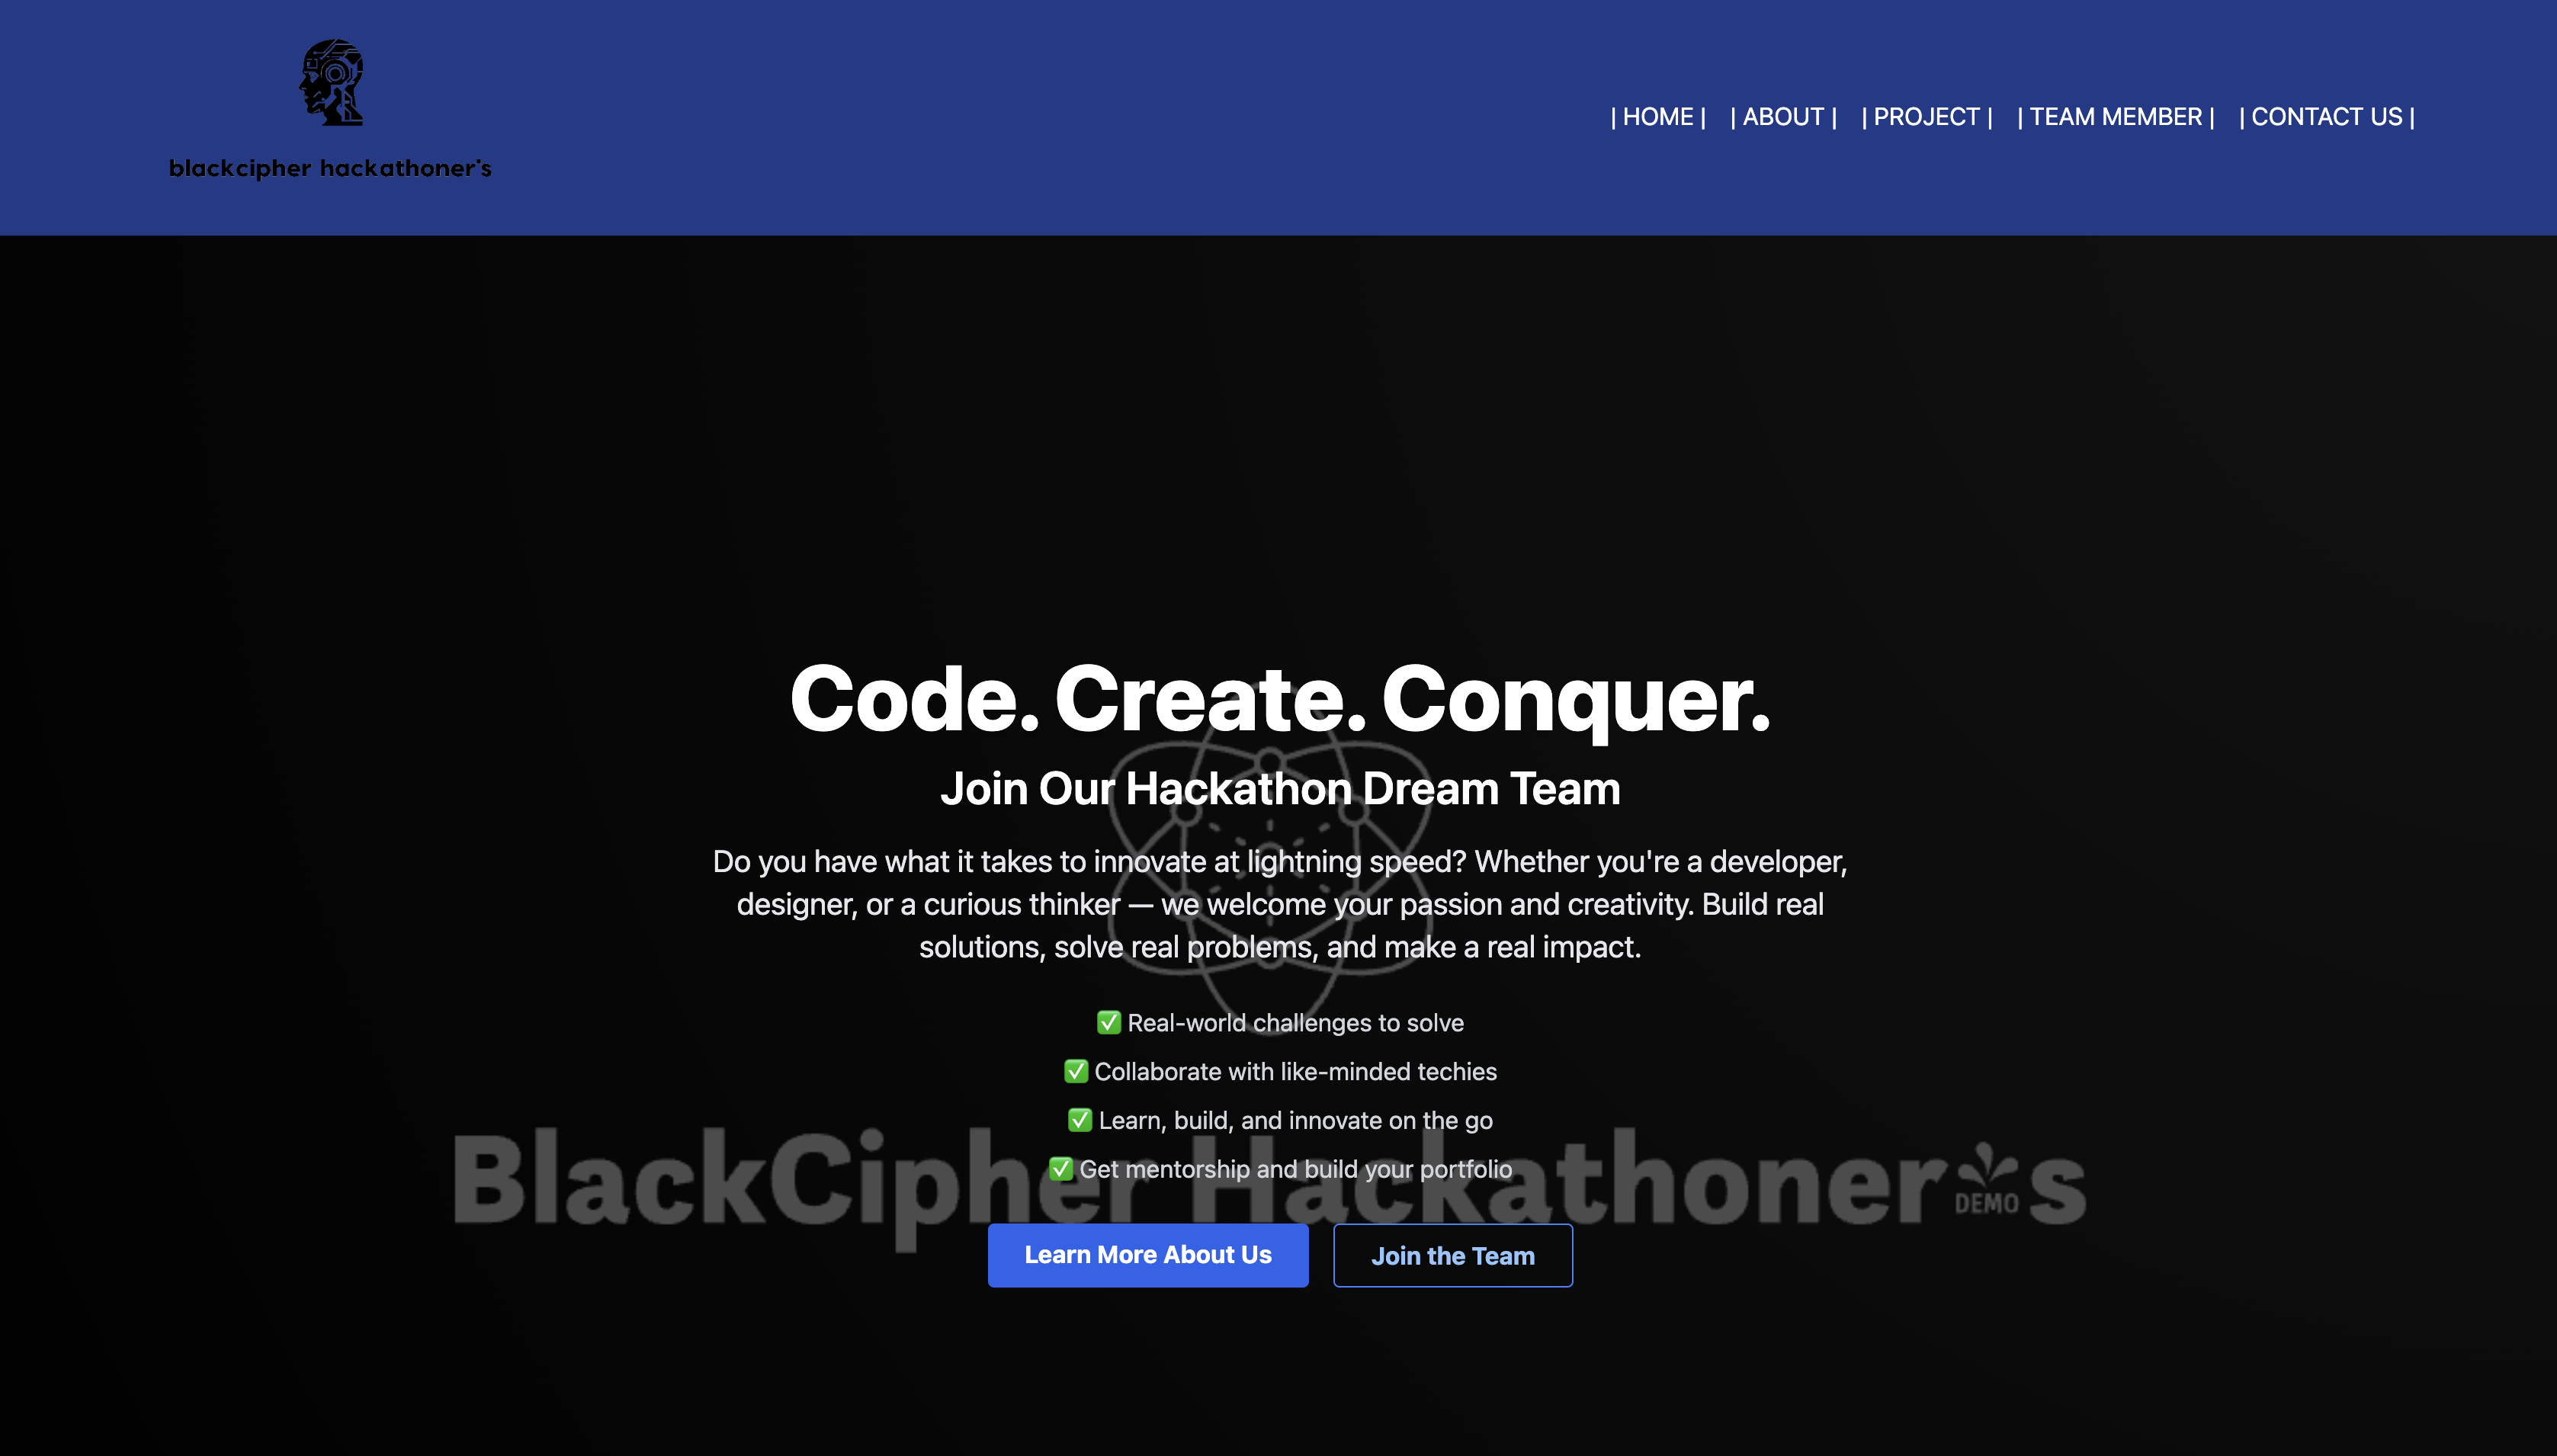 blackcipher hackathoner's
| HOME | | ABOUT | | PROJECT | | TEAM MEMBER | | CONTACT US |
Code. Create. Conquer.
Join Our Hackathon Dream Team
Do you have what it takes to innovate at lightning speed? Whether you're a developer,
designer, or a curious thinker — we welcome your passion and creativity. Build real
solutions, solve real problems, and make a real impact.
✅ Real-world challenges to solve
✅ Collaborate with like-minded techies
✅ Learn, build, and innovate on the go
✅ Get mentorship and build your portfolio
BlackCipher Hackathoner's
DEMO
Learn More About Us
Join the Team